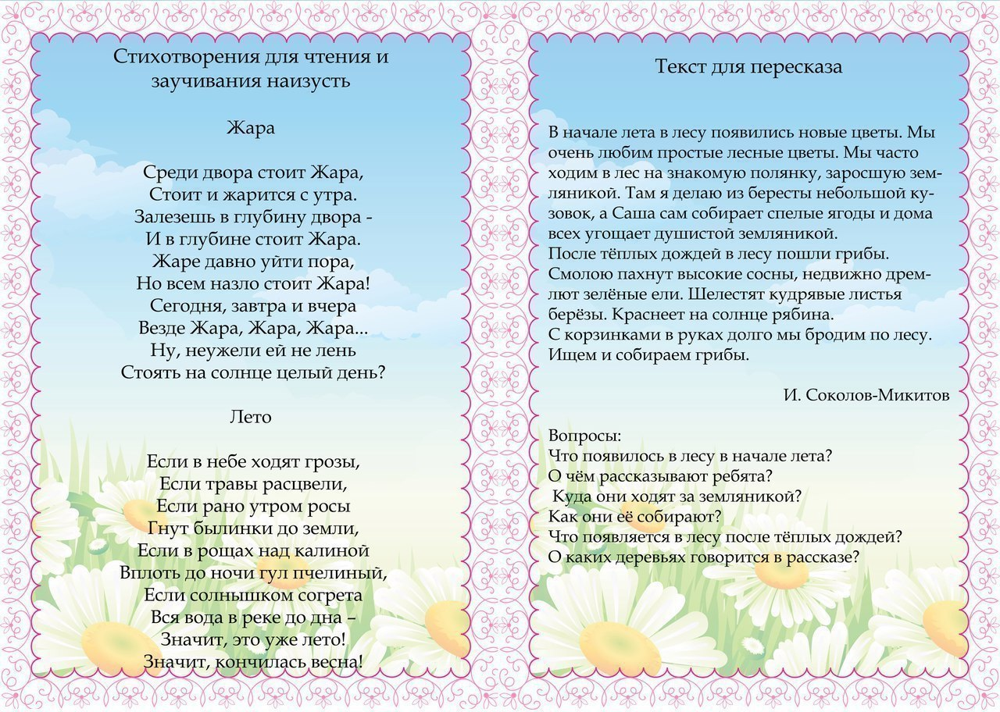 Стихотворения для чтения и
заучивания наизусть
Жара
Среди двора стоит Жара,
Стоит и жарится с утра.
Залезешь в глубину двора -
И в глубине стоит Жара.
Жаре давно уйти пора,
Но всем назло стоит Жара!
Сегодня, завтра и вчера
Везде Жара, Жара, Жара...
Ну, неужели ей не лень
Стоять на солнце целый день?
Лето
Если в небе ходят грозы,
Если травы расцвели,
Если рано утром росы
Гнут былинки до земли,
Если в рощах над калиной
Вплоть до ночи гул пчелиный,
Если солнышком согрета
Вся вода в реке до дна –
Значит, это уже лето!
Значит, кончилась весна!
Текст для пересказа
В начале лета в лесу появились новые цветы. Мы
очень любим простые лесные цветы. Мы часто
ходим в лес на знакомую полянку, заросшую зем-
ляникой. Там я делаю из бересты небольшой ку-
зовок, а Саша сам собирает спелые ягоды и дома
всех угощает душистой земляникой.
После тёплых дождей в лесу пошли грибы.
Смолою пахнут высокие сосны, недвижно дрем-
лют зелёные ели. Шелестят кудрявые листья
берёзы. Краснеет на солнце рябина.
С корзинками в руках долго мы бродим по лесу.
Ищем и собираем грибы.
И. Соколов-Микитов
Вопросы:
Что появилось в лесу в начале лета?
О чём рассказывают ребята?
Куда они ходят за земляникой?
Как они её собирают?
Что появляется в лесу после тёплых дождей?
О каких деревьях говорится в рассказе?